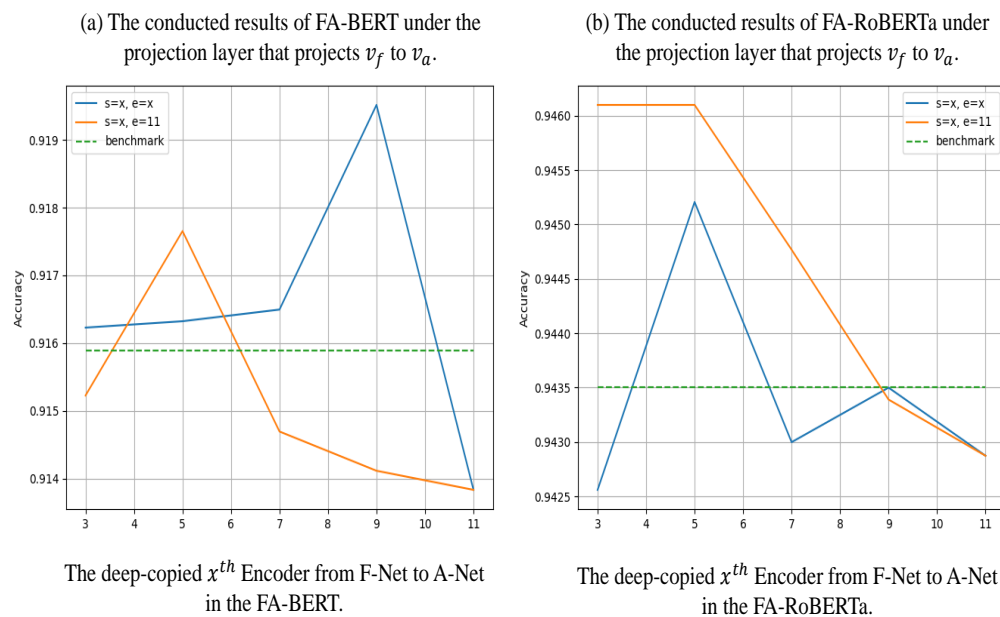 (a) The conducted results of FA-BERT under the
projection layer that projects v_f to v_a.
s=x, e=x
s=x, e=11
benchmark
0.919
0.918
0.917
0.916
0.915
0.914
Accuracy
3 4 5 6 7 8 9 10 11
The deep-copied x^th Encoder from F-Net to A-Net
in the FA-BERT.
(b) The conducted results of FA-RoBERTa under
the projection layer that projects v_f to v_a.
s=x, e=x
s=x, e=11
benchmark
0.9460
0.9455
0.9450
0.9445
0.9440
0.9435
0.9430
0.9425
Accuracy
3 4 5 6 7 8 9 10 11
The deep-copied x^th Encoder from F-Net to A-Net
in the FA-RoBERTa.